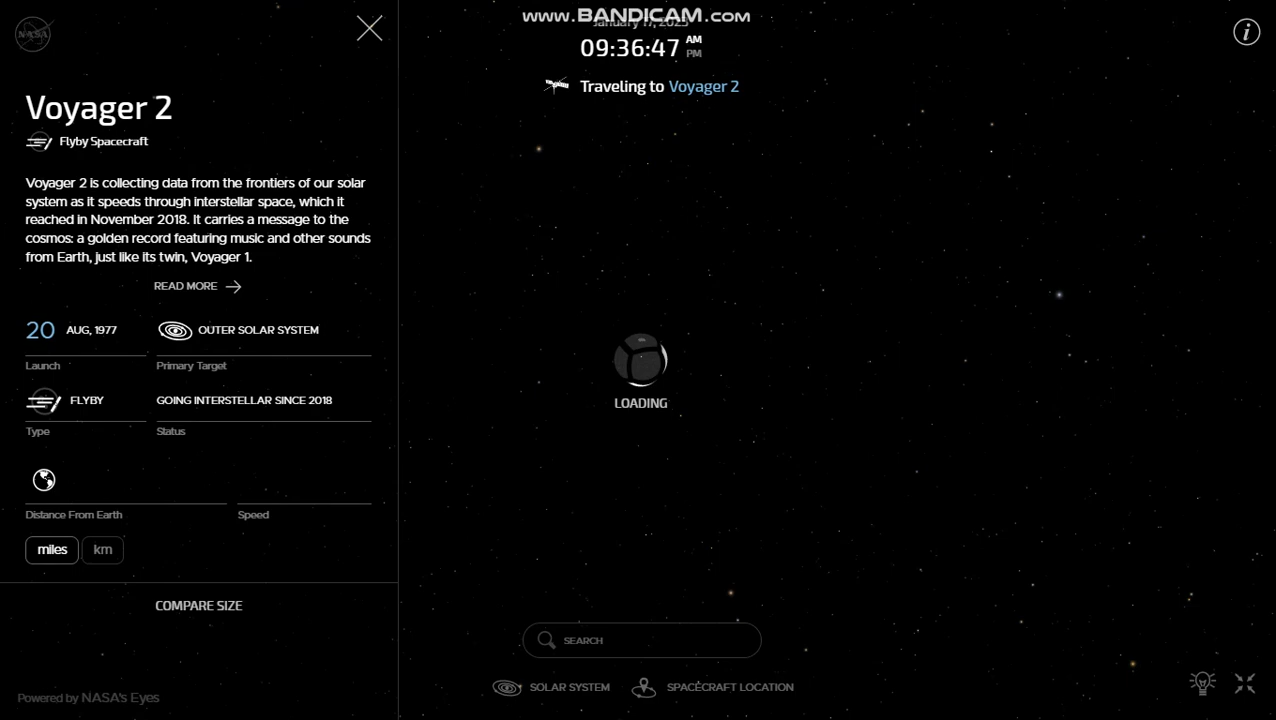 www.BANDICAM.com
NASA
January 17, 2025
09:36:47 AM
PM
Traveling to Voyager 2
i
Voyager 2
Flyby Spacecraft
Voyager 2 is collecting data from the frontiers of our solar
system as it speeds through interstellar space, which it
reached in November 2018. It carries a message to the
cosmos: a golden record featuring music and other sounds
from Earth, just like its twin, Voyager 1.
READ MORE
20 AUG, 1977
Launch
OUTER SOLAR SYSTEM
Primary Target
FLYBY
Type
GOING INTERSTELLAR SINCE 2018
Status
Distance From Earth
Speed
miles
km
COMPARE SIZE
Powered by NASA's Eyes
LOADING
SEARCH
SOLAR SYSTEM
SPACECRAFT LOCATION